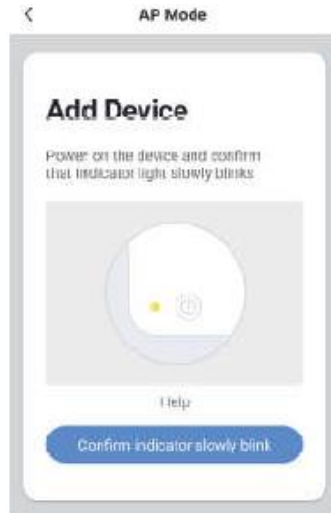 AP Mode
Add Device
Power on the device and confirm
that indicator light slowly blinks
Help
Confirm indicator slowly blink